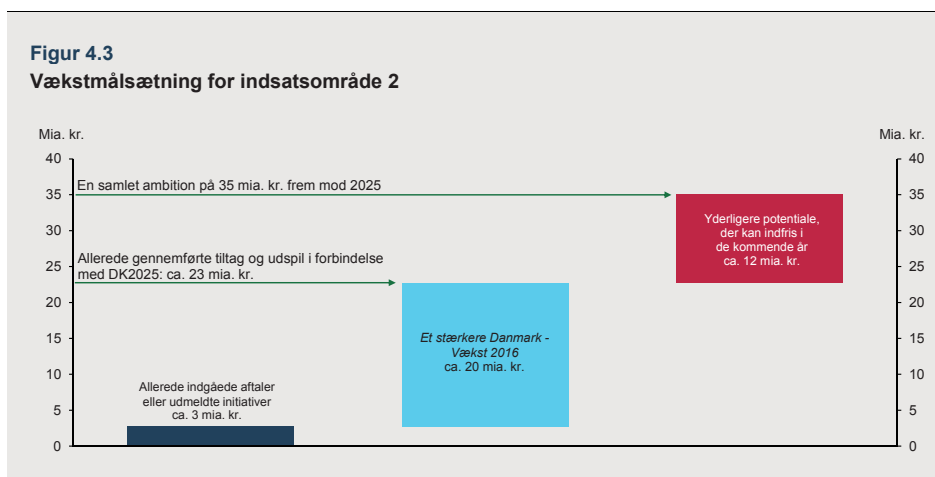 Figur 4.3
Vækstmålsætning for indsatsområde 2
Mia. kr.
Mia. kr.
40
35
30
25
20
15
10
5
0
En samlet ambition på 35 mia. kr. frem mod 2025
Allerede gennemførte tiltag og udspil i forbindelse
med DK2025: ca. 23 mia. kr.
Allerede indgåede aftaler
eller udmeldte initiativer
ca. 3 mia. kr.
Et stærkere Danmark -
Vækst 2016
ca. 20 mia. kr.
Yderligere potentiale,
der kan indfris i
de kommende år
ca. 12 mia. kr.
40
35
30
25
20
15
10
5
0